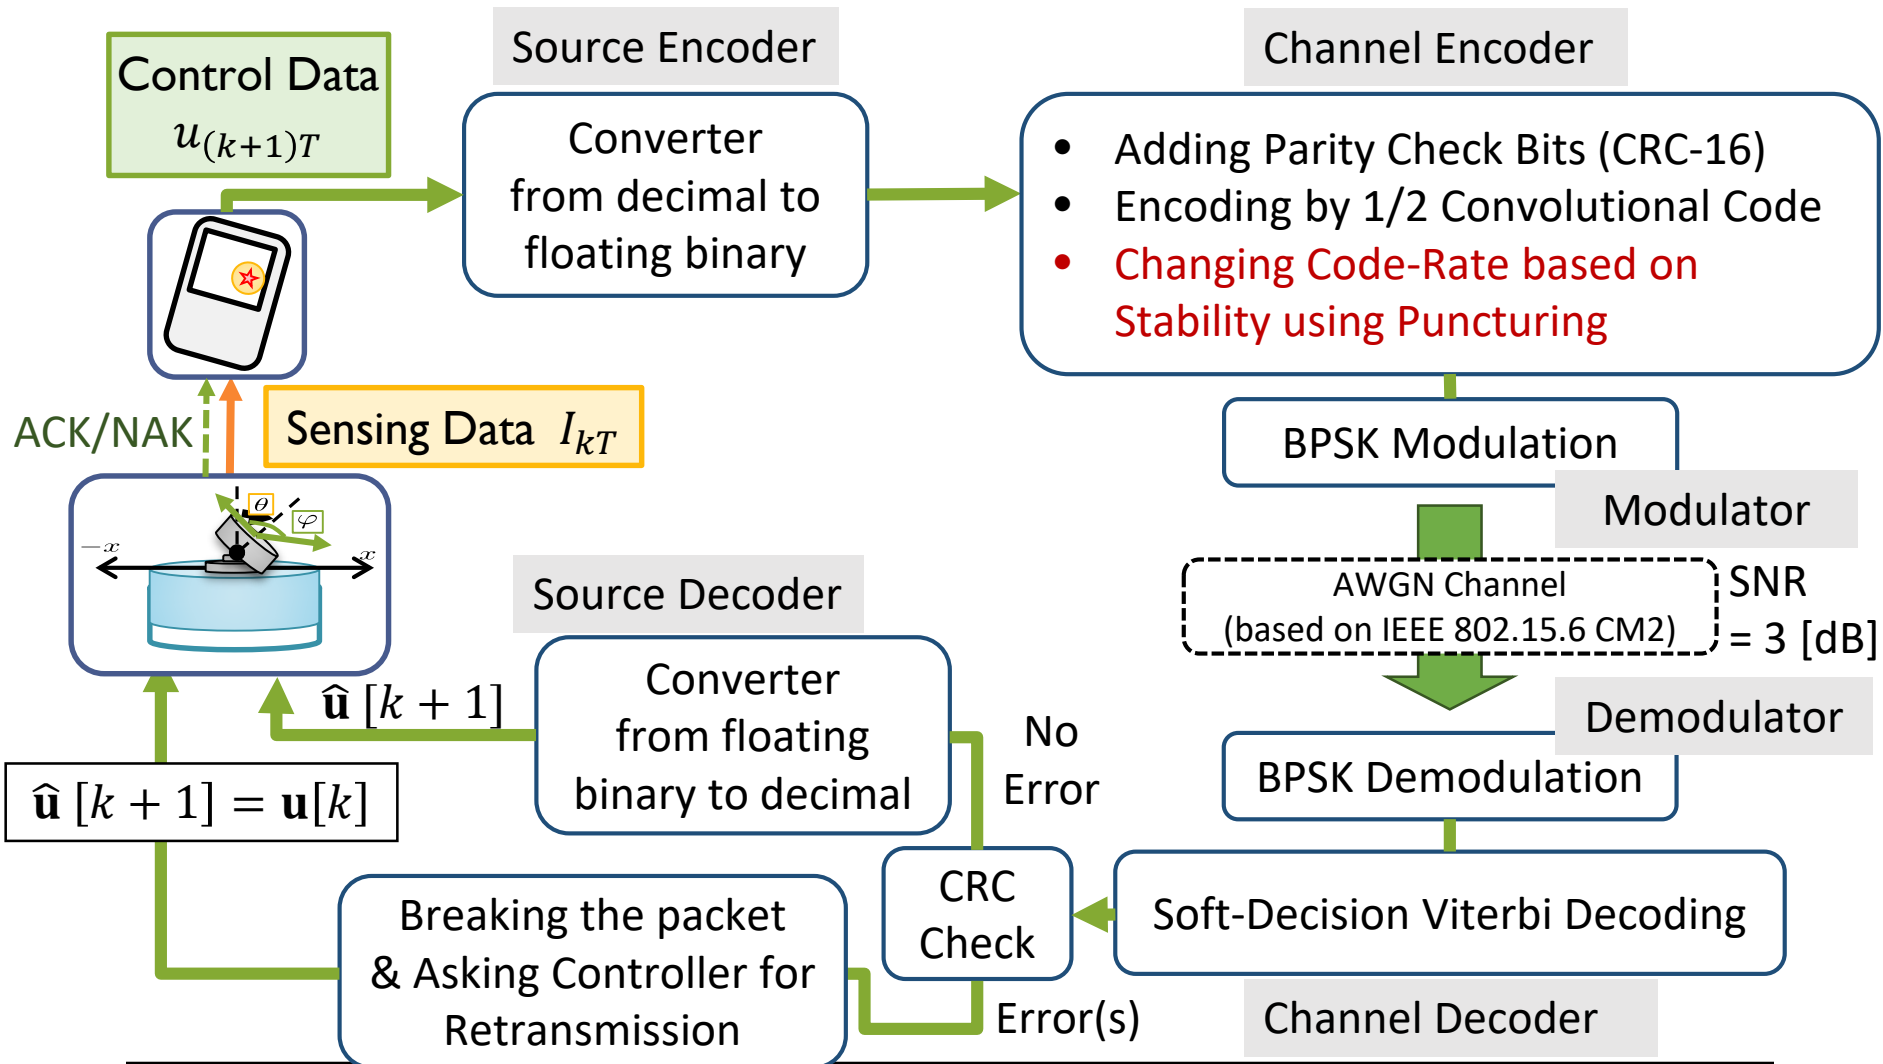 Control Data
u_{(k+1)T}
Source Encoder
Converter
from decimal to
floating binary
Channel Encoder
• Adding Parity Check Bits (CRC-16)
• Encoding by 1/2 Convolutional Code
• Changing Code-Rate based on
Stability using Puncturing
ACK/NAK
Sensing Data I_{kT}
BPSK Modulation
Modulator
AWGN Channel
(based on IEEE 802.15.6 CM2)
SNR
= 3 [dB]
θ
φ
−x
x
Source Decoder
Converter
from floating
binary to decimal
û [k + 1]
No
Error
Demodulator
BPSK Demodulation
û [k + 1] = u[k]
CRC
Check
Soft-Decision Viterbi Decoding
Breaking the packet
& Asking Controller for
Retransmission
Error(s)
Channel Decoder